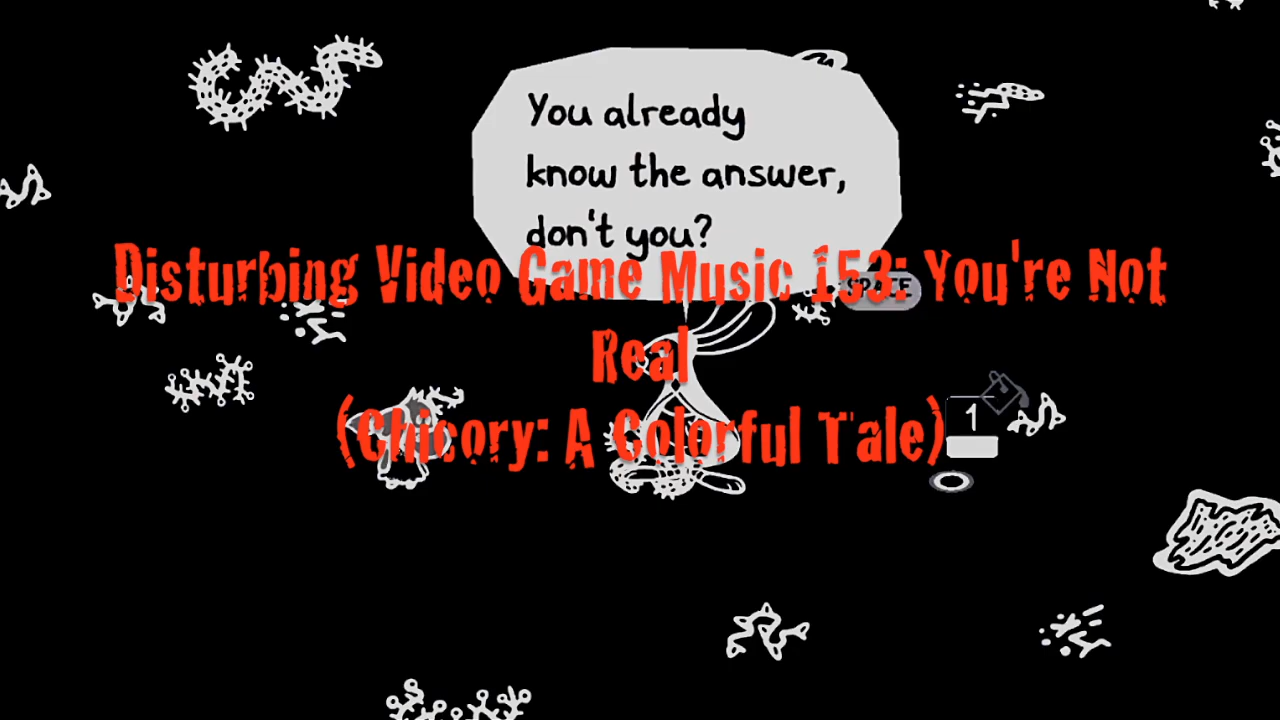 You already
know the answer,
don't you?
SPACE
Disturbing Video Game Music 153: You're Not
Real
(Chicory: A Colorful Tale)
1